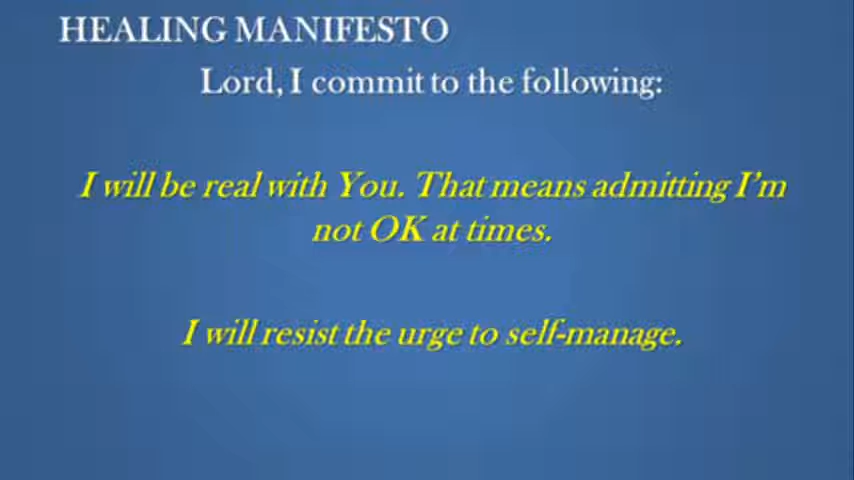 HEALING MANIFESTO
Lord, I commit to the following:
I will be real with You. That means admitting I'm
not OK at times.
I will resist the urge to self-manage.